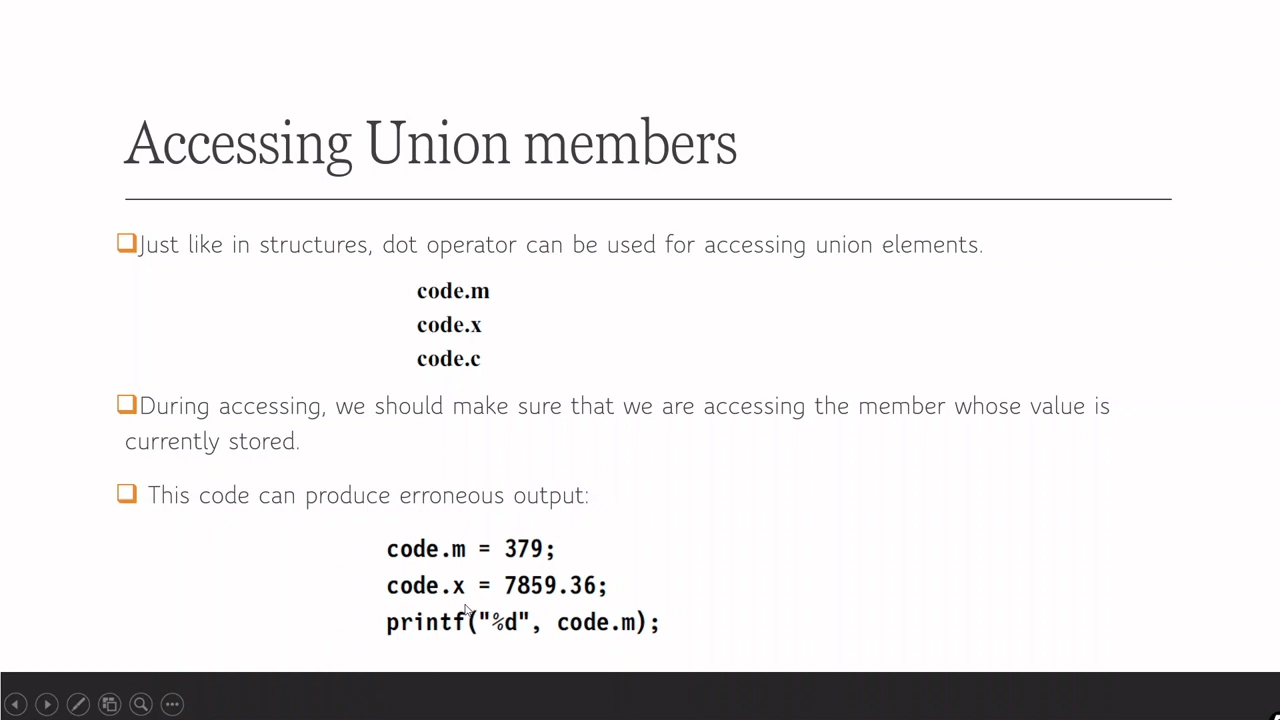 Accessing Union members
Just like in structures, dot operator can be used for accessing union elements.
code.m
code.x
code.c
During accessing, we should make sure that we are accessing the member whose value is
currently stored.
This code can produce erroneous output:
code.m = 379;
code.x = 7859.36;
printf("%d", code.m);